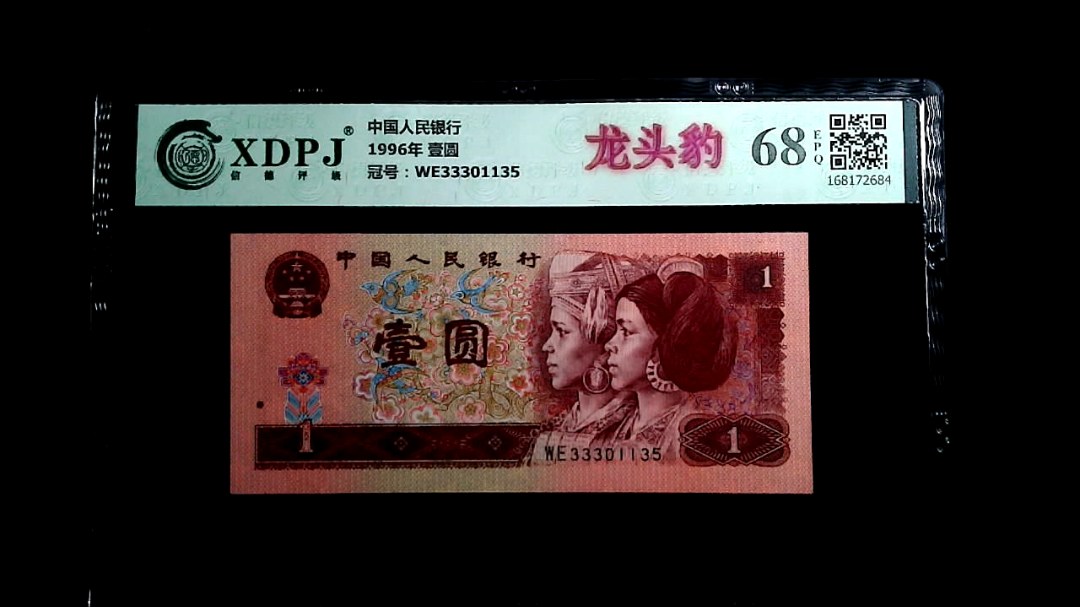 XDPJ®
信德评级
中国人民银行
1996年 壹圆
冠号：WE33301135
龙头豹
68
EPQ
168172684
中国人民银行
1
壹圆
1
WE33301135
1